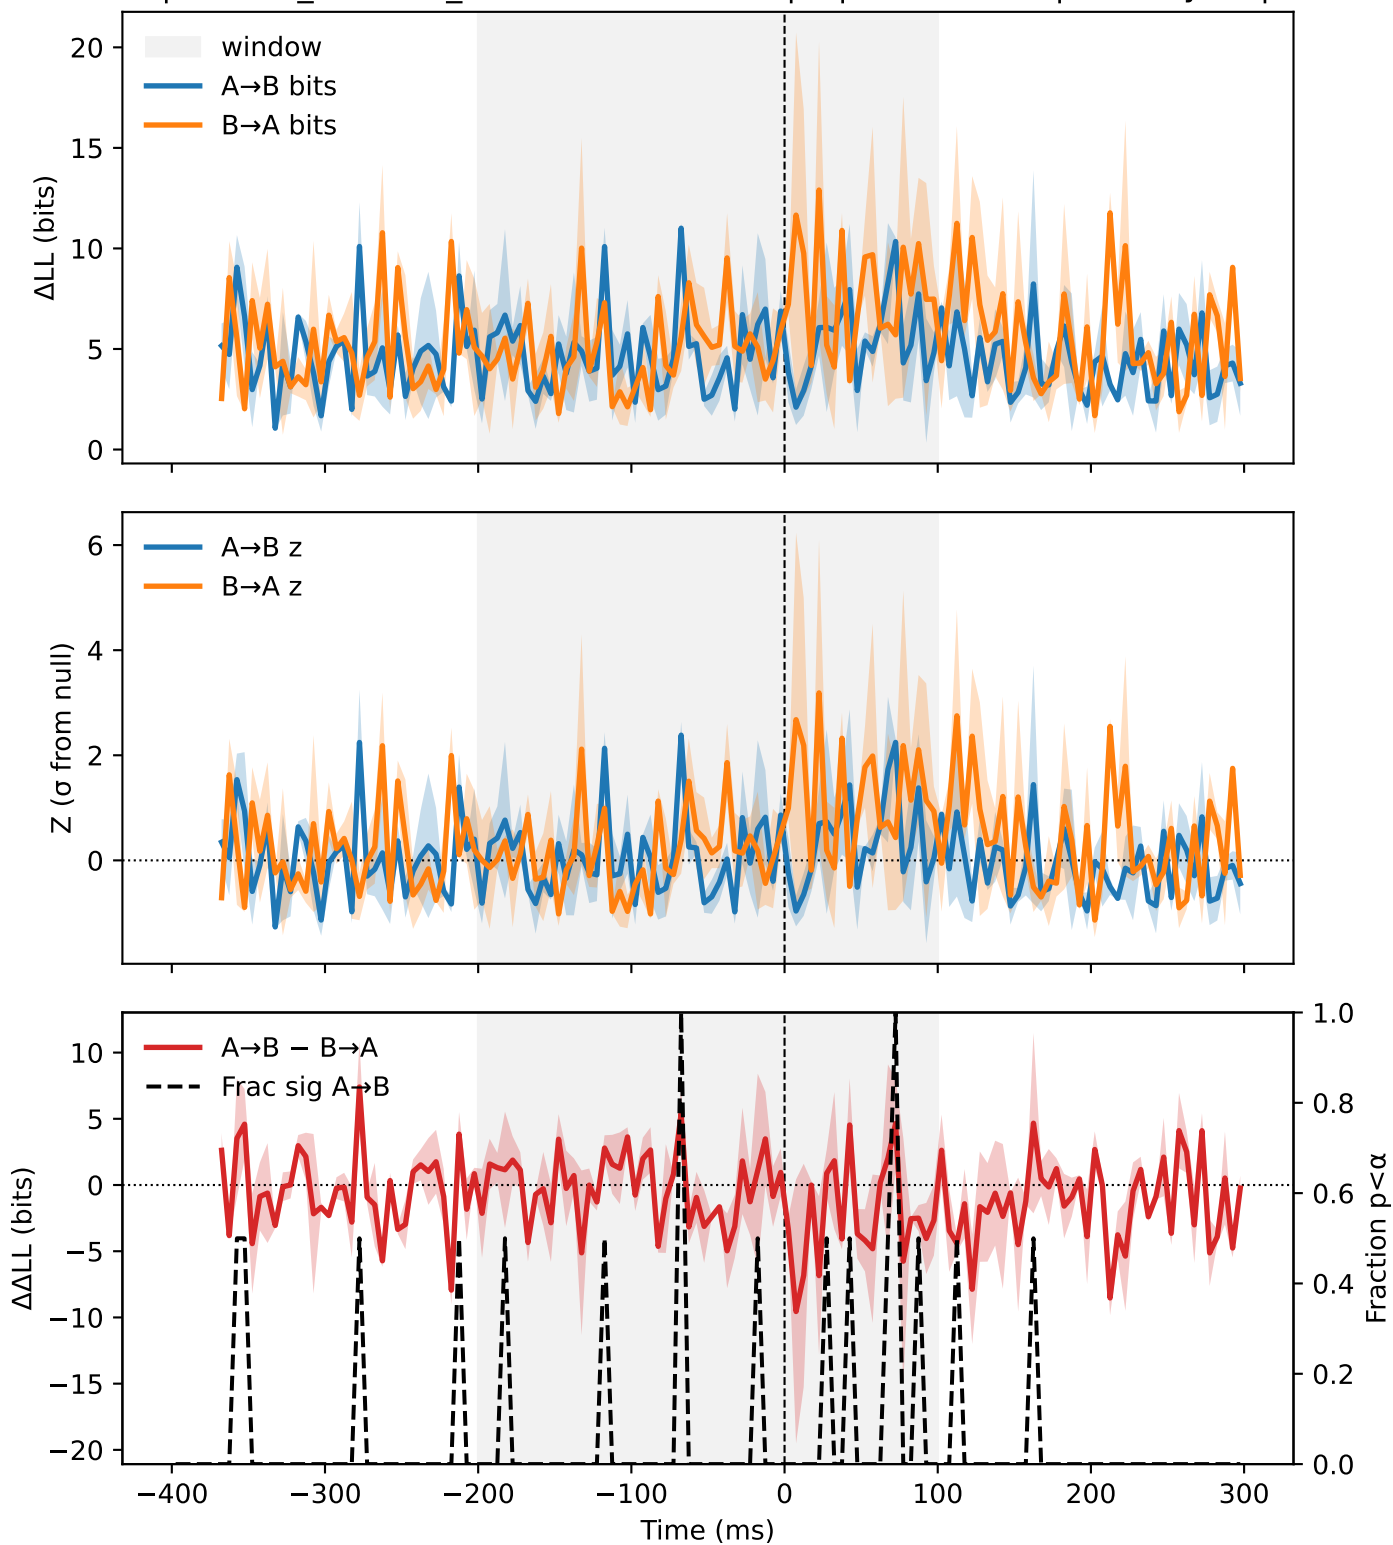 20
15
10
5
0
ΔLL (bits)
window
A→B bits
B→A bits
6
4
2
0
Z (σ from null)
A→B z
B→A z
10
5
0
−5
−10
−15
−20
ΔΔLL (bits)
A→B − B→A
Frac sig A→B
1.0
0.8
0.6
0.4
0.2
0.0
Fraction p<α
−400 −300 −200 −100 0 100 200 300
Time (ms)